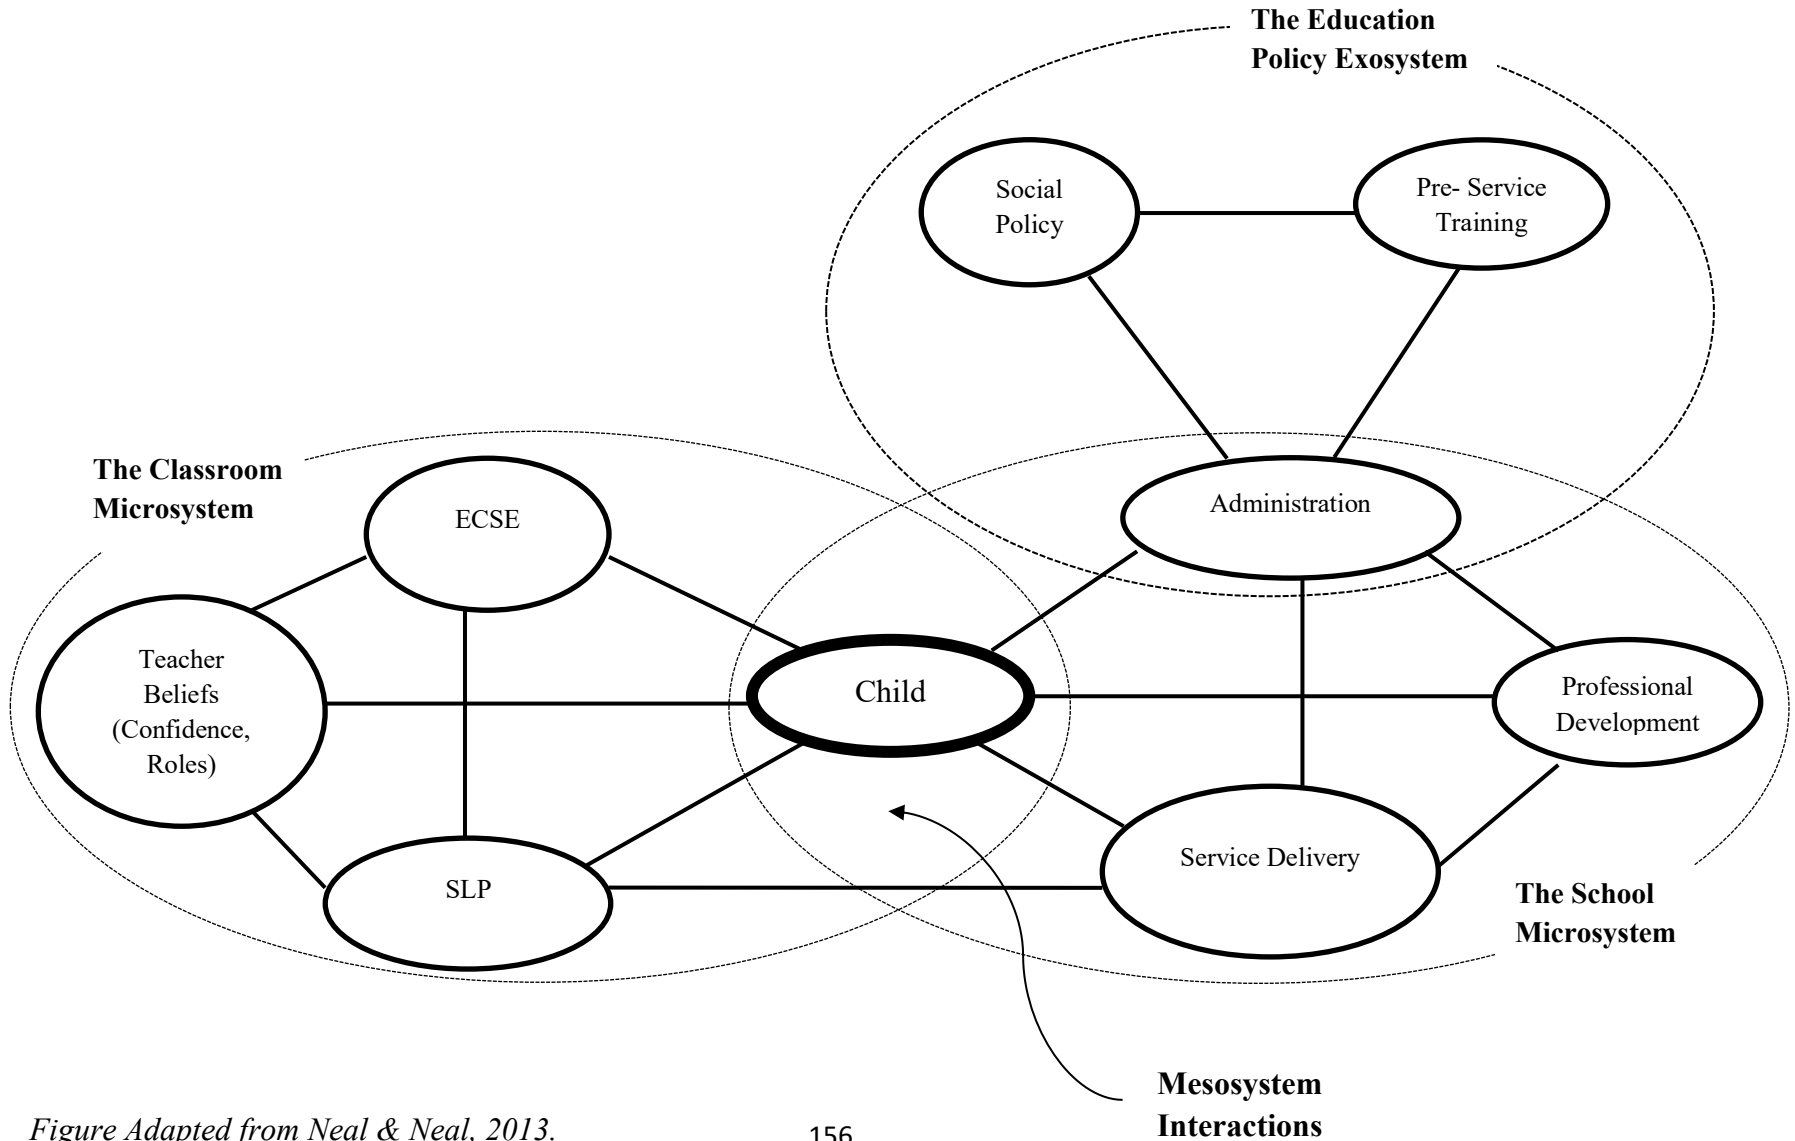 The Education
Policy Exosystem
Social
Policy
Pre- Service
Training
The Classroom
Microsystem
ECSE
Administration
Teacher
Beliefs
(Confidence,
Roles)
Child
Professional
Development
SLP
Service Delivery
The School
Microsystem
Mesosystem
Interactions
Figure Adapted from Neal & Neal, 2013.
156